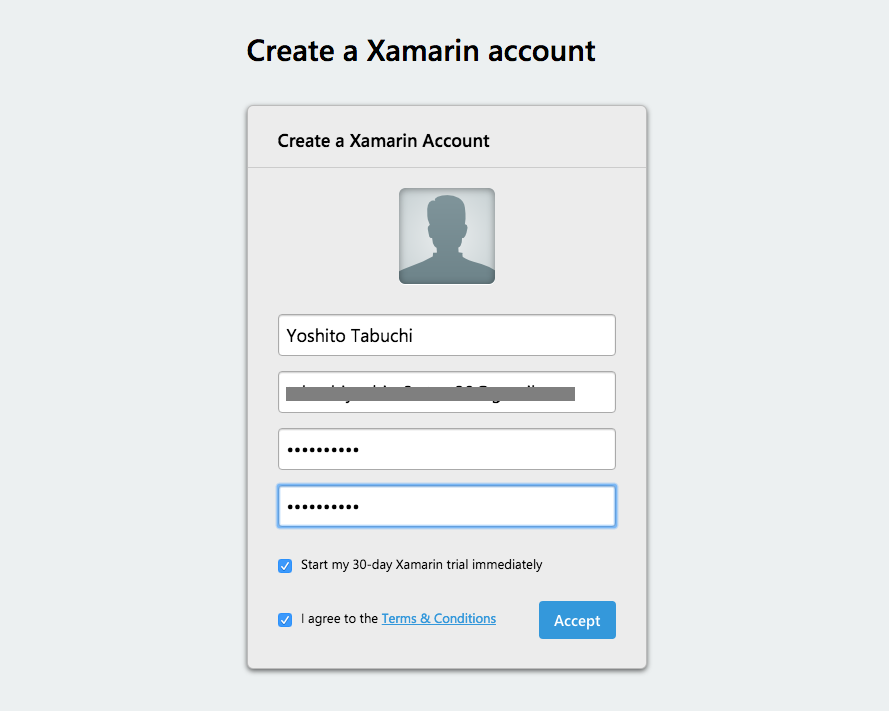 Create a Xamarin account
Create a Xamarin Account
Yoshito Tabuchi
••••••••••
••••••••••
Start my 30-day Xamarin trial immediately
I agree to the Terms & Conditions
Accept